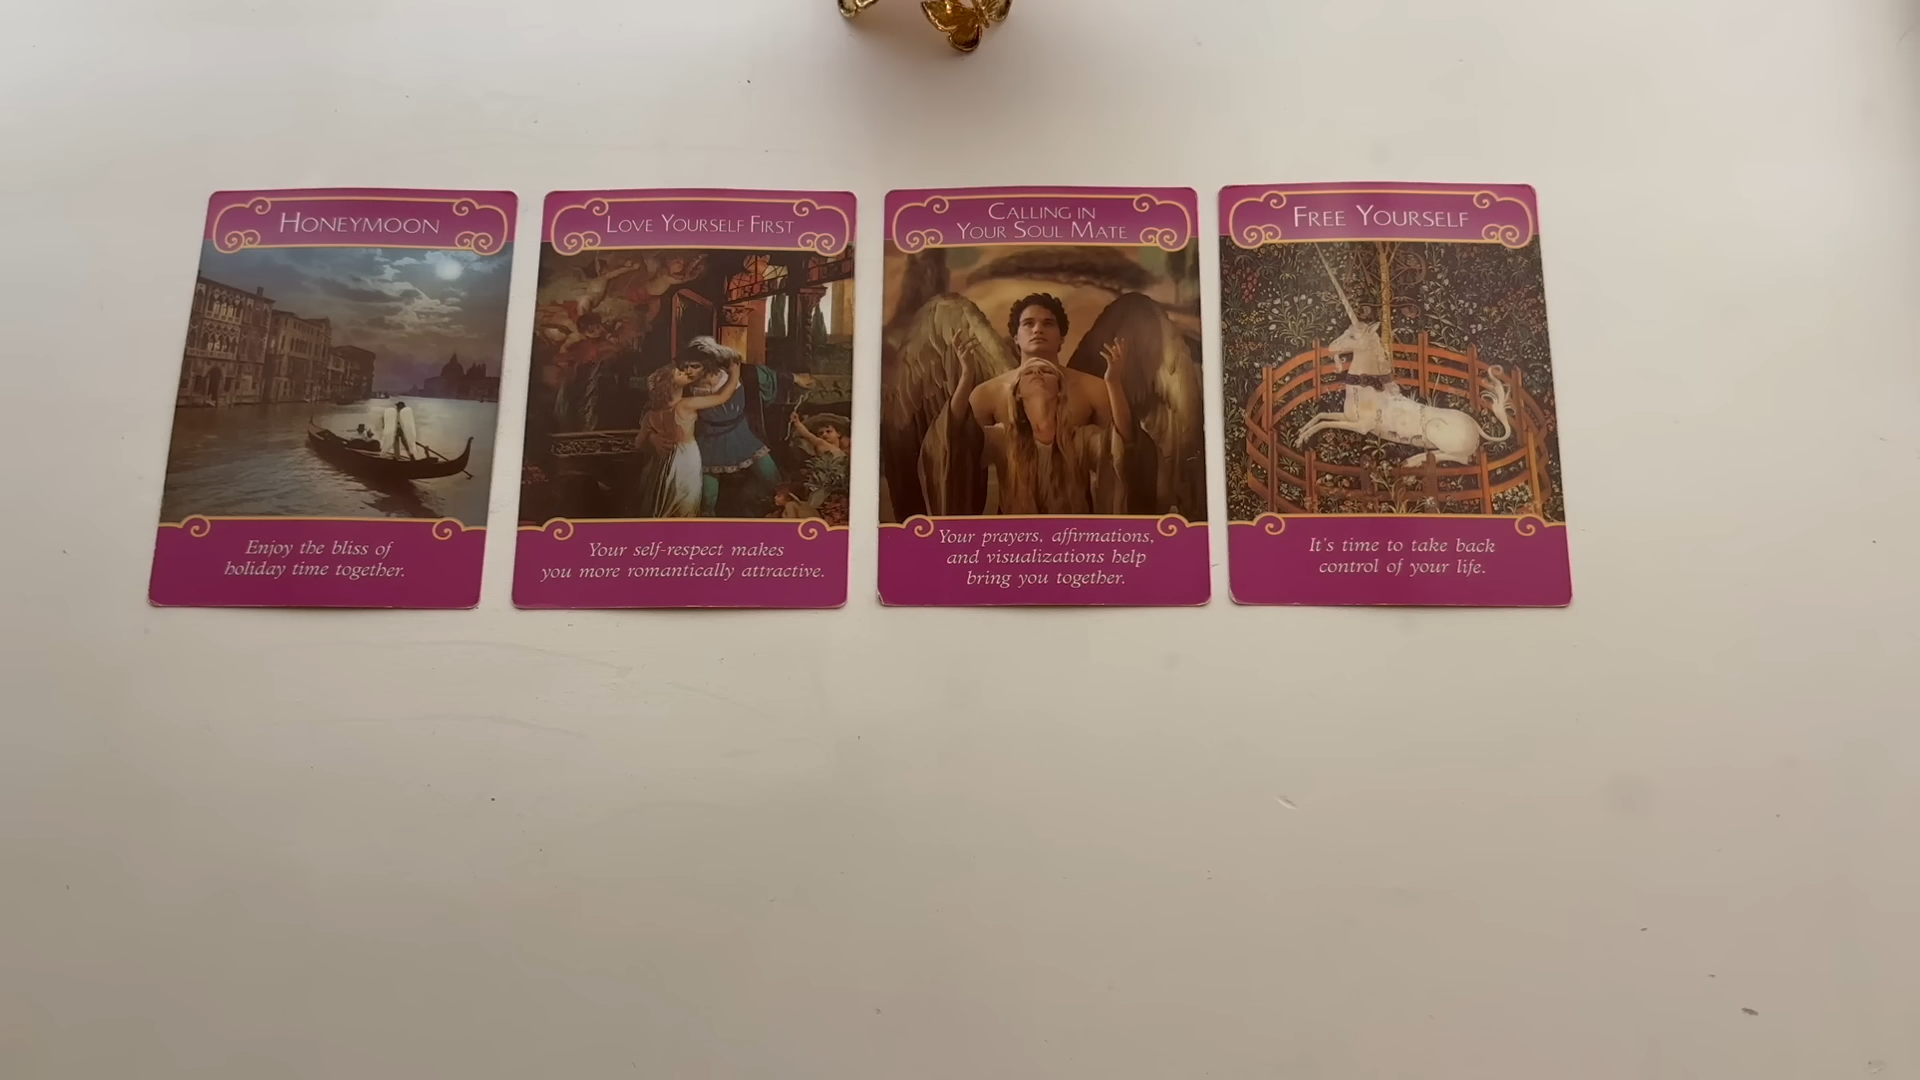 HONEYMOON
Enjoy the bliss of
holiday time together.
LOVE YOURSELF FIRST
Your self-respect makes
you more romantically attractive.
CALLING IN
YOUR SOUL MATE
Your prayers, affirmations,
and visualizations help
bring you together.
FREE YOURSELF
It's time to take back
control of your life.